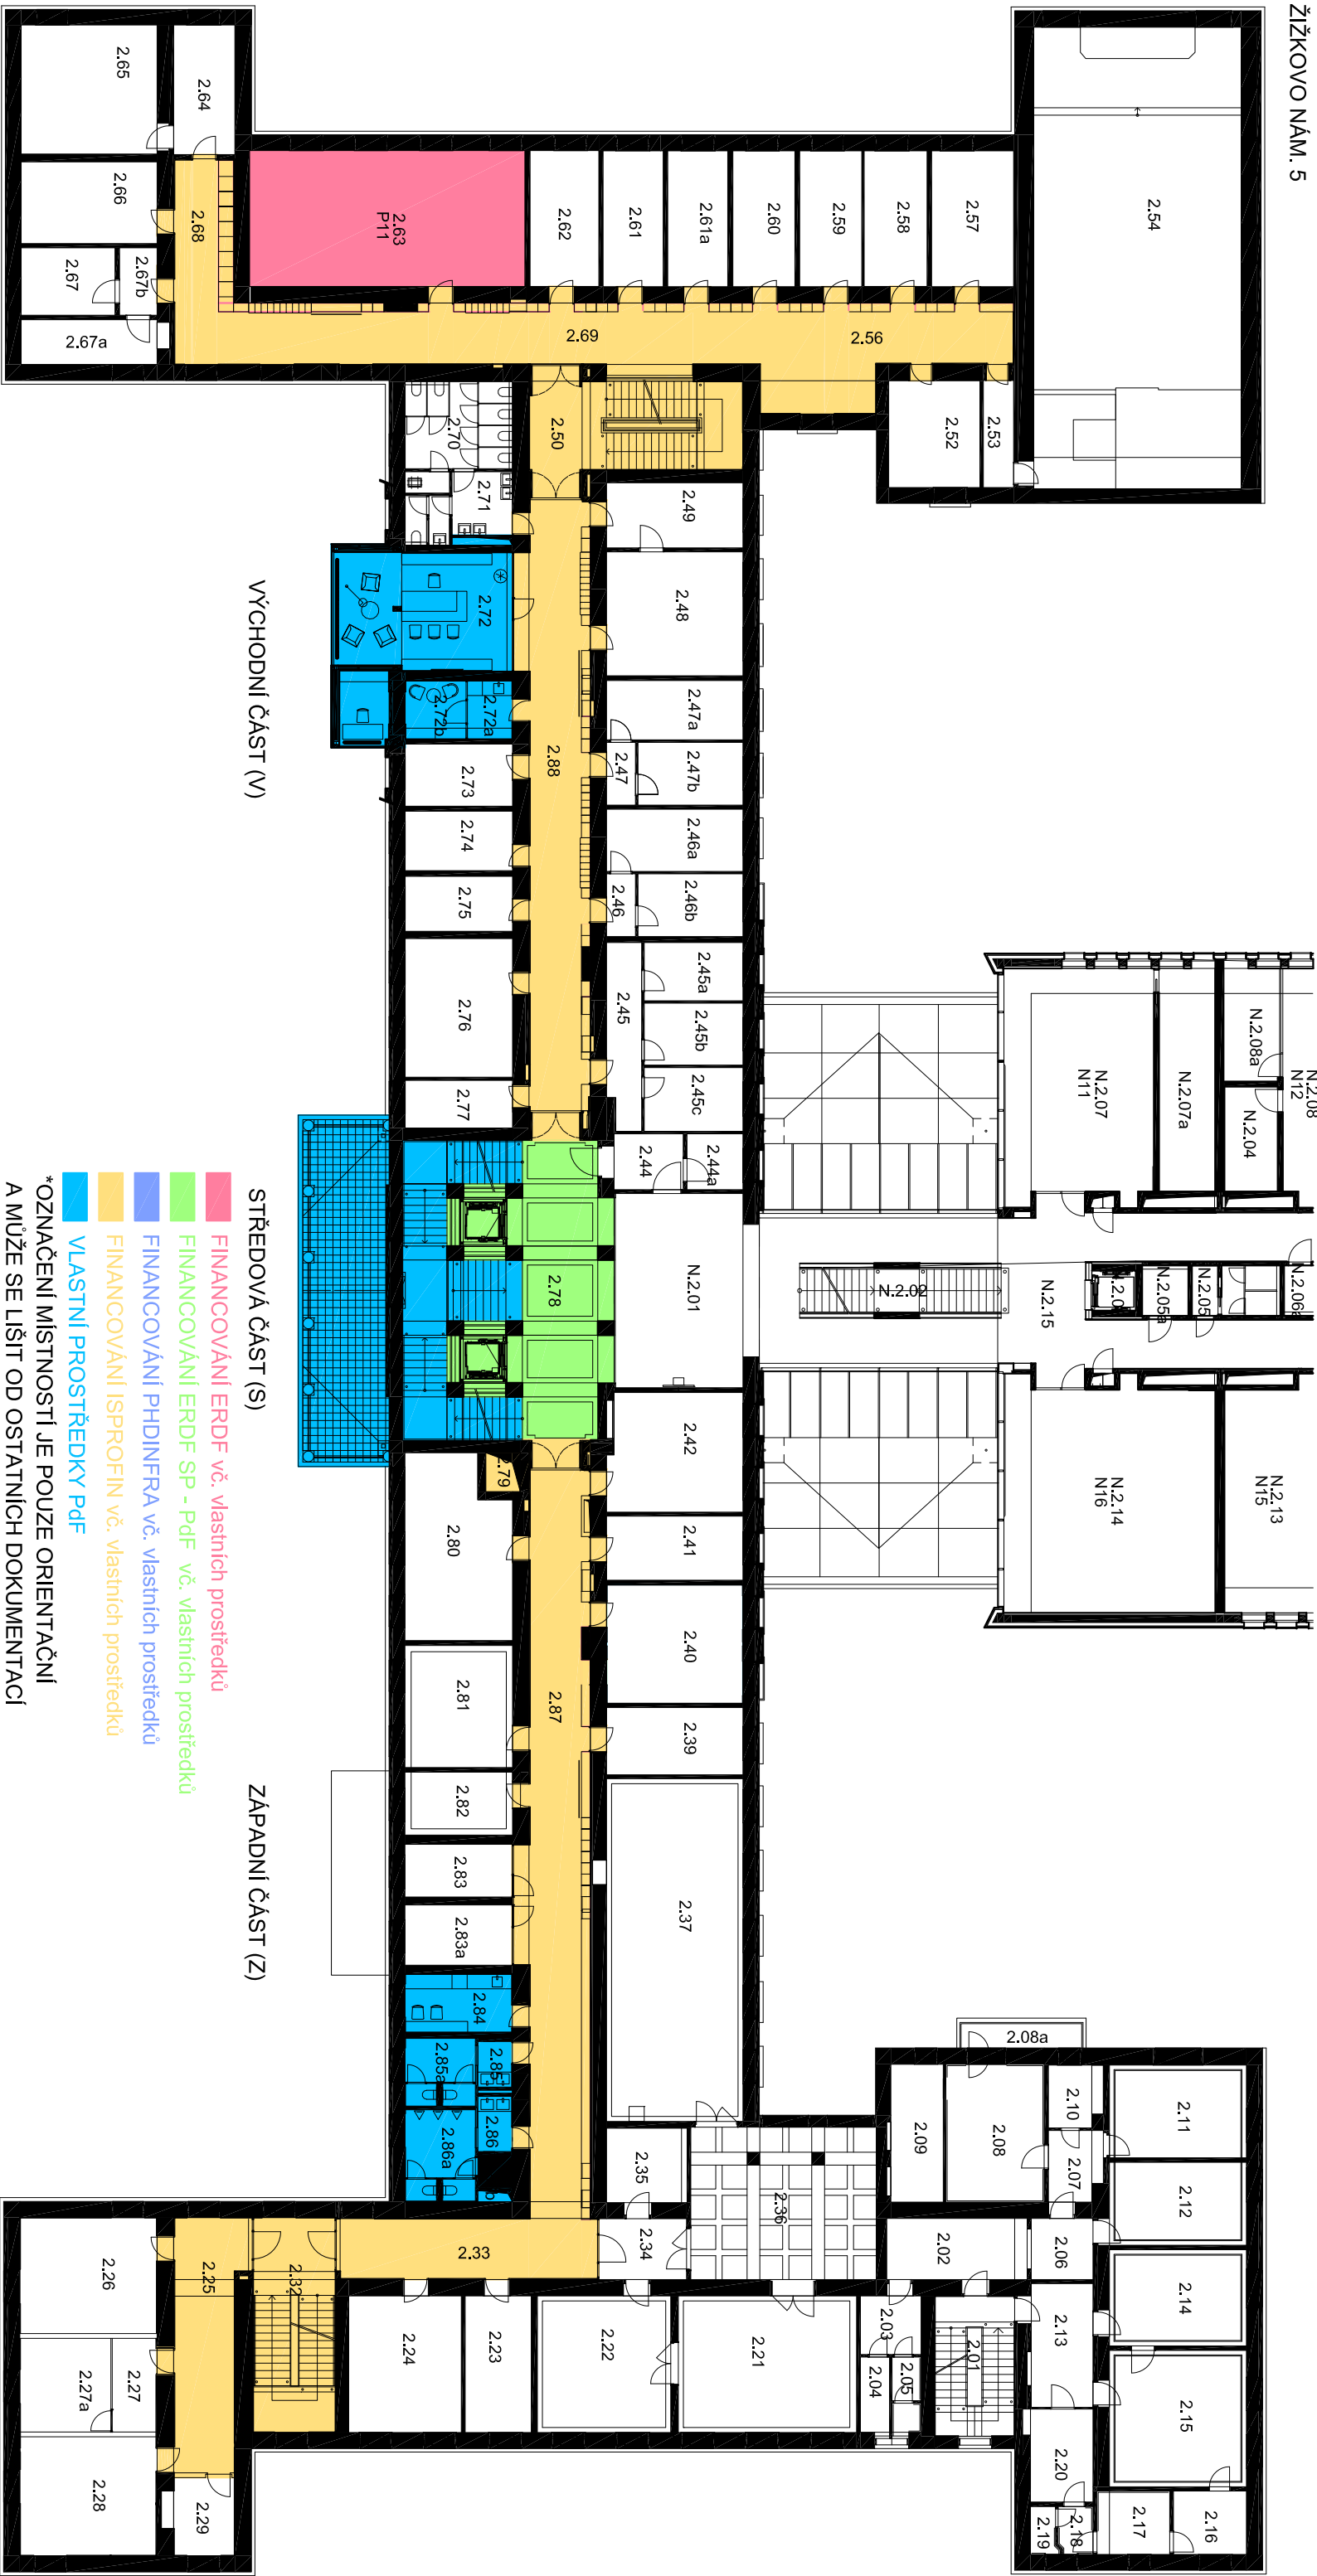 ŽIŽKOVO NÁM. 5
2.65
2.64
2.66
2.68
2.67
2.67b
2.67a
2.63
P11
2.62
2.61
2.61a
2.60
2.59
2.58
2.57
2.54
2.69
2.56
2.53
2.52
2.70
2.50
2.71
2.49
2.72
2.48
2.72b
2.72a
2.47a
2.88
2.47
2.47b
2.73
2.74
2.46a
2.75
2.46
2.46b
2.76
2.45
2.45a
2.45b
2.45c
2.77
2.44
2.44a
N.2.07
N11
N.2.07a
N.2.08a
N.2.08
N12
N.2.04
2.78
N.2.01
N.2.02
N.2.15
N.2.05a
N.2.05
2.79
2.42
N.2.14
N16
N.2.13
N15
2.80
2.41
2.40
2.81
2.87
2.39
2.82
2.83
2.37
2.83a
2.84
2.85a
2.85
2.86a
2.86
2.35
2.36
2.34
2.33
2.08a
2.09
2.08
2.10
2.07
2.11
2.12
2.02
2.06
2.14
2.13
2.03
2.01
2.04
2.05
2.15
2.20
2.19
2.18
2.17
2.16
2.21
2.22
2.23
2.24
2.32
2.25
2.26
2.27
2.27a
2.28
2.29
VÝCHODNÍ ČÁST (V)
STŘEDOVÁ ČÁST (S)
ZÁPADNÍ ČÁST (Z)
FINANCOVÁNÍ ERDF vč. vlastních prostředků
FINANCOVÁNÍ ERDF SP - PdF vč. vlastních prostředků
FINANCOVÁNÍ PHDINFRA vč. vlastních prostředků
FINANCOVÁNÍ ISPROFIN vč. vlastních prostředků
VLASTNÍ PROSTŘEDKY PdF
*OZNAČENÍ MÍSTNOSTÍ JE POUZE ORIENTAČNÍ
A MŮŽE SE LIŠIT OD OSTATNÍCH DOKUMENTACÍ